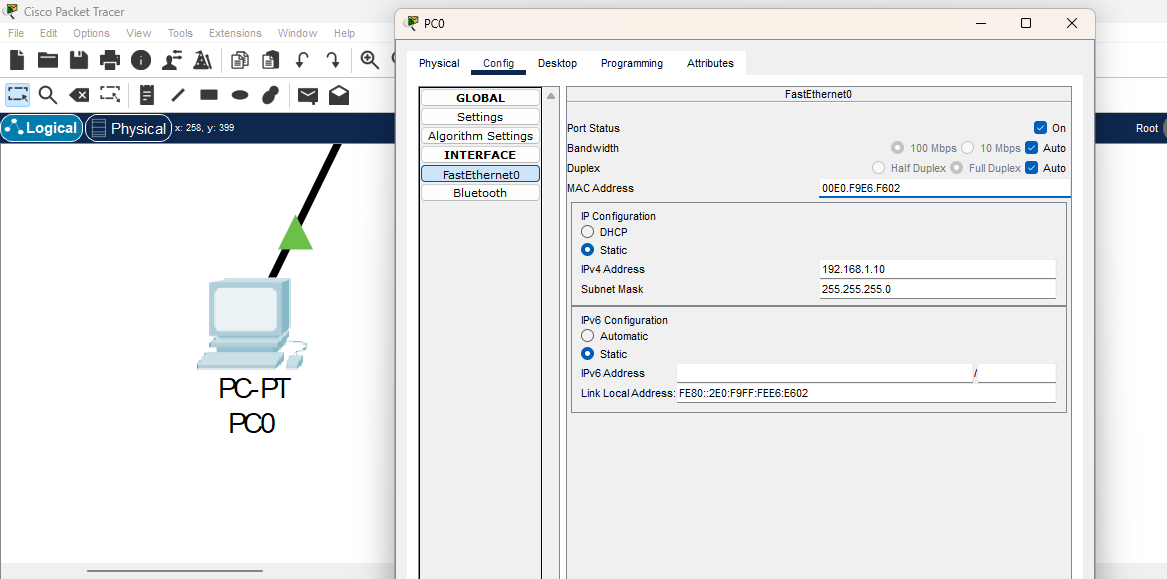 Cisco Packet Tracer
File Edit Options View Tools Extensions Window Help
Logical Physical x: 258, y: 399
Root
PC-PT
PC0
PC0
Physical Config Desktop Programming Attributes
GLOBAL
Settings
Algorithm Settings
INTERFACE
FastEthernet0
Bluetooth
FastEthernet0
Port Status On
Bandwidth 100 Mbps 10 Mbps Auto
Duplex Half Duplex Full Duplex Auto
MAC Address 00E0.F9E6.F602
IP Configuration
DHCP
Static
IPv4 Address 192.168.1.10
Subnet Mask 255.255.255.0
IPv6 Configuration
Automatic
Static
IPv6 Address /
Link Local Address: FE80::2E0:F9FF:FEE6:E602